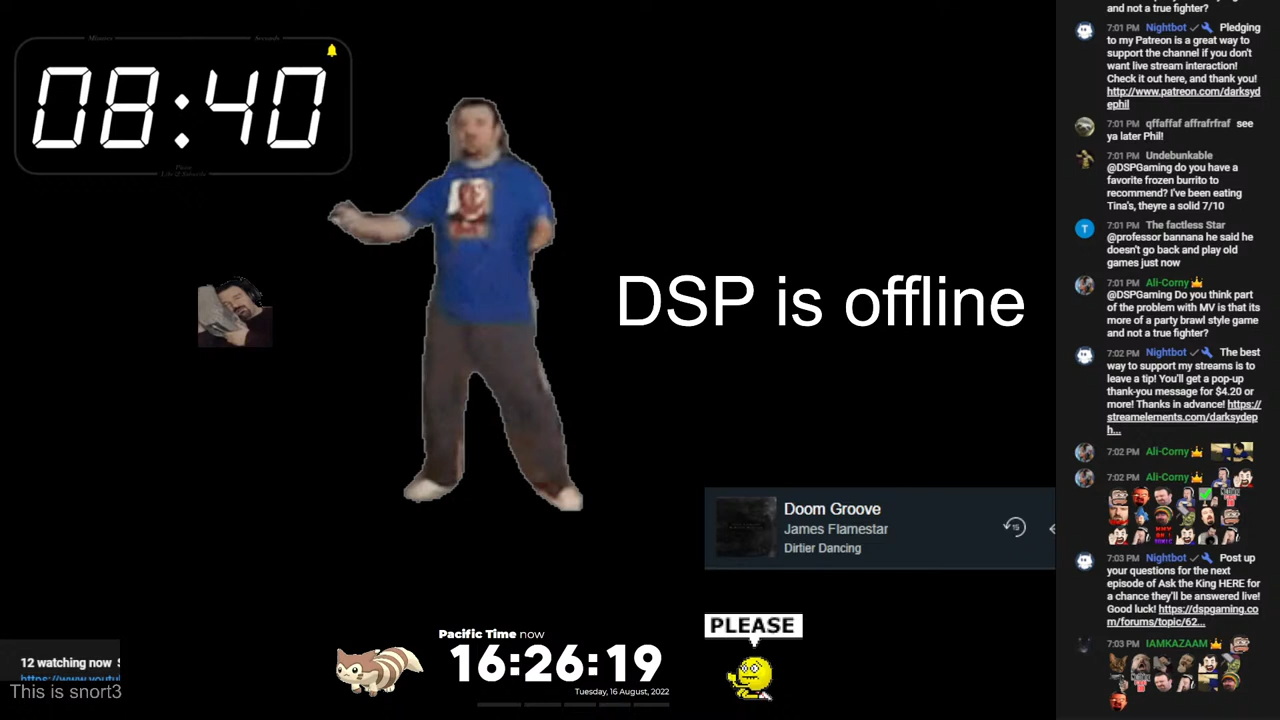 08:40
DSP is offline
Doom Groove
James Flamestar
Dirtier Dancing
15
PLEASE
Pacific Time now
16:26:19
Tuesday, 16 August, 2022
12 watching now
This is snort3
and not a true fighter?
7:01 PM Nightbot Pledging
to my Patreon is a great way to
support the channel if you don't
want live stream interaction!
Check it out here, and thank you!
http://www.patreon.com/darksyd
ephil
7:01 PM qffaffaf affrafrfraf see
ya later Phil!
7:01 PM Undebunkable
@DSPGaming do you have a
favorite frozen burrito to
recommend? I've been eating
Tina's, theyre a solid 7/10
7:01 PM The factless Star
@professor bannana he said he
doesn't go back and play old
games just now
7:01 PM Ali-Corny
@DSPGaming Do you think part
of the problem with MV is that its
more of a party brawl style game
and not a true fighter?
7:02 PM Nightbot The best
way to support my streams is to
leave a tip! You'll get a pop-up
thank-you message for $4.20 or
more! Thanks in advance! https://
streamelements.com/darksydep
h...
7:02 PM Ali-Corny
7:02 PM Ali-Corny
7:03 PM Nightbot Post up
your questions for the next
episode of Ask the King HERE for
a chance they'll be answered live!
Good luck! https://dspgaming.co
m/forums/topic/62...
7:03 PM IAMKAZAAM